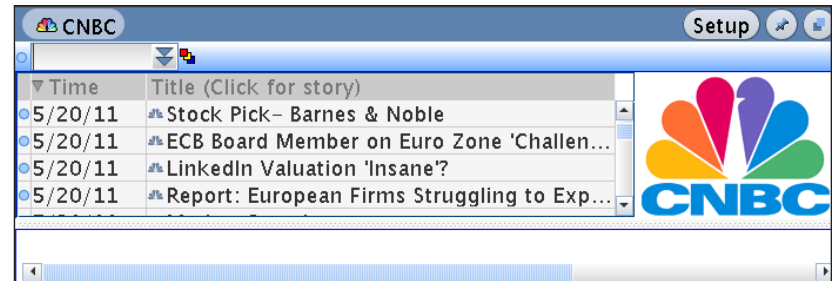 CNBC Setup
Time Title (Click for story)
5/20/11 Stock Pick– Barnes & Noble
5/20/11 ECB Board Member on Euro Zone 'Challen...
5/20/11 LinkedIn Valuation 'Insane'?
5/20/11 Report: European Firms Struggling to Exp...
CNBC